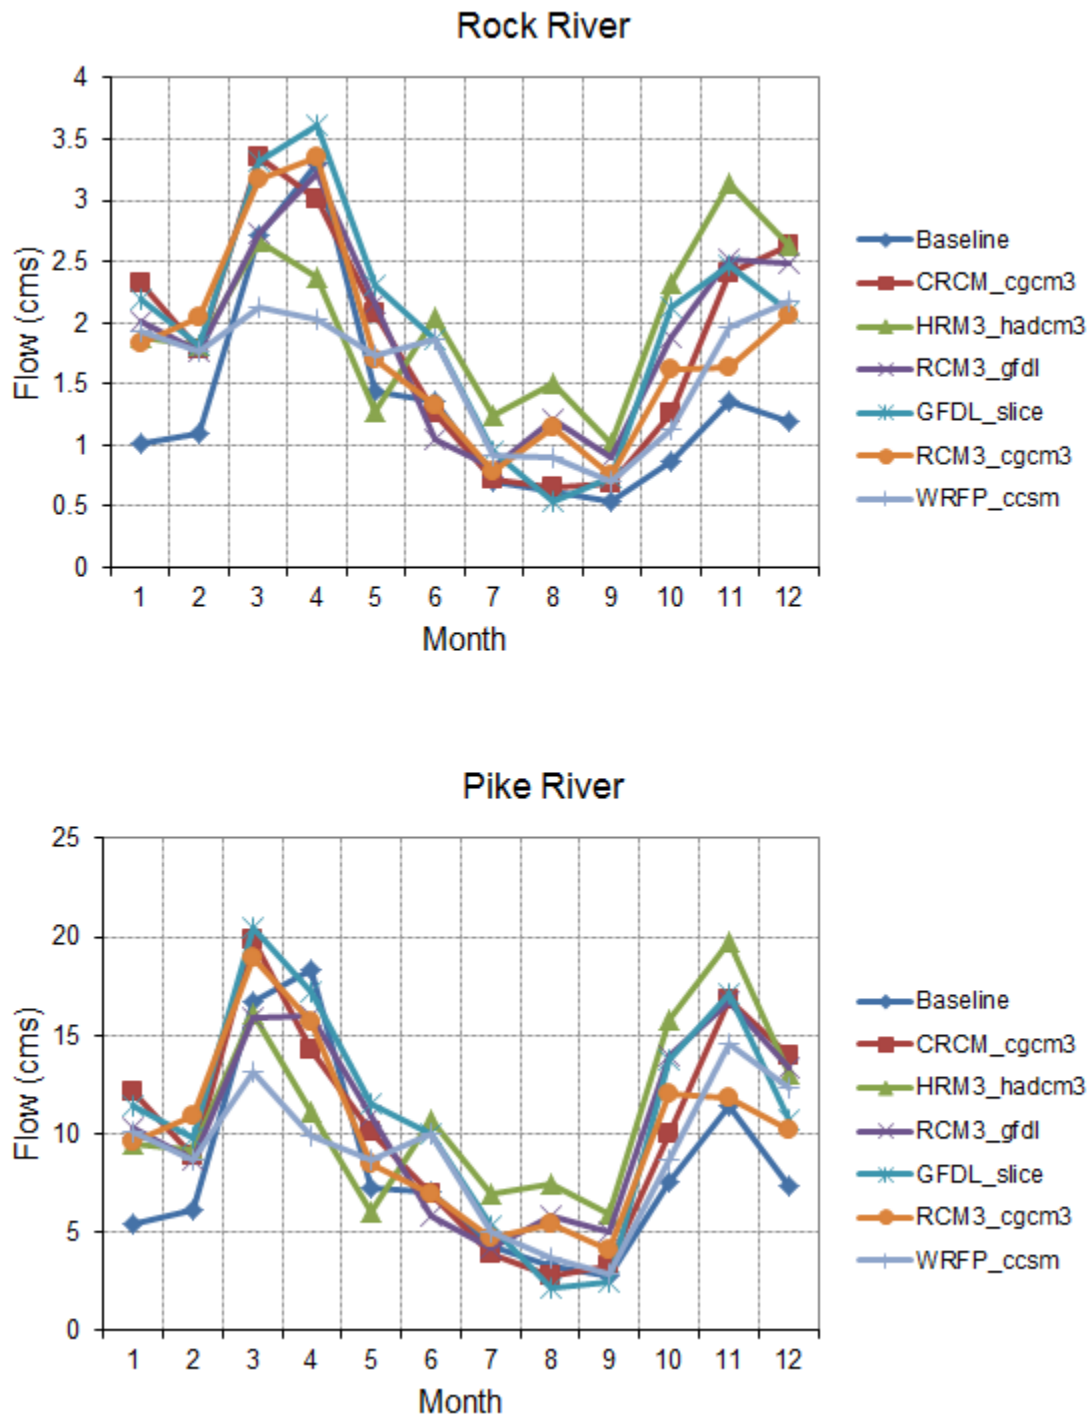 Rock River
4
3.5
3
2.5
2
1.5
1
0.5
0
Flow (cms)
1 2 3 4 5 6 7 8 9 10 11 12
Month
Baseline
CRCM_cgcm3
HRM3_hadcm3
RCM3_gfdl
GFDL_slice
RCM3_cgcm3
WRFP_ccsm
Pike River
25
20
15
10
5
0
Flow (cms)
1 2 3 4 5 6 7 8 9 10 11 12
Month
Baseline
CRCM_cgcm3
HRM3_hadcm3
RCM3_gfdl
GFDL_slice
RCM3_cgcm3
WRFP_ccsm